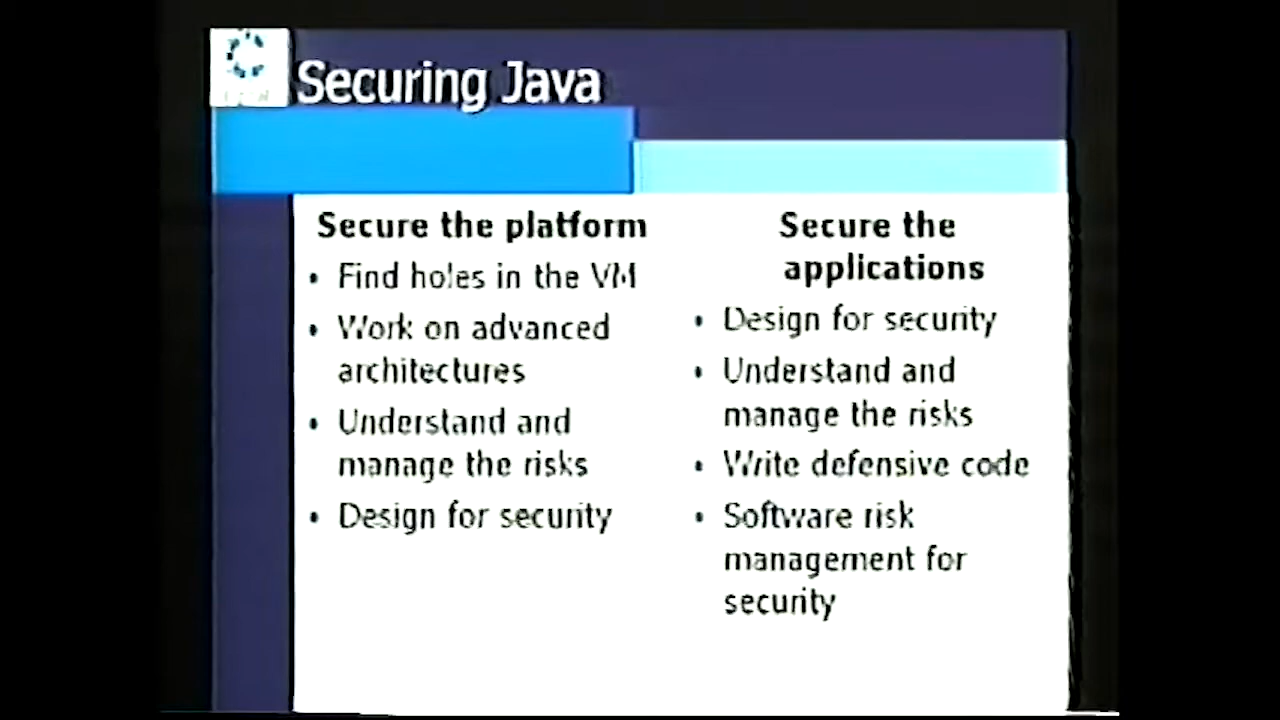 Securing Java
Secure the platform
• Find holes in the VM
• Work on advanced
architectures
• Understand and
manage the risks
• Design for security
Secure the
applications
• Design for security
• Understand and
manage the risks
• Write defensive code
• Software risk
management for
security